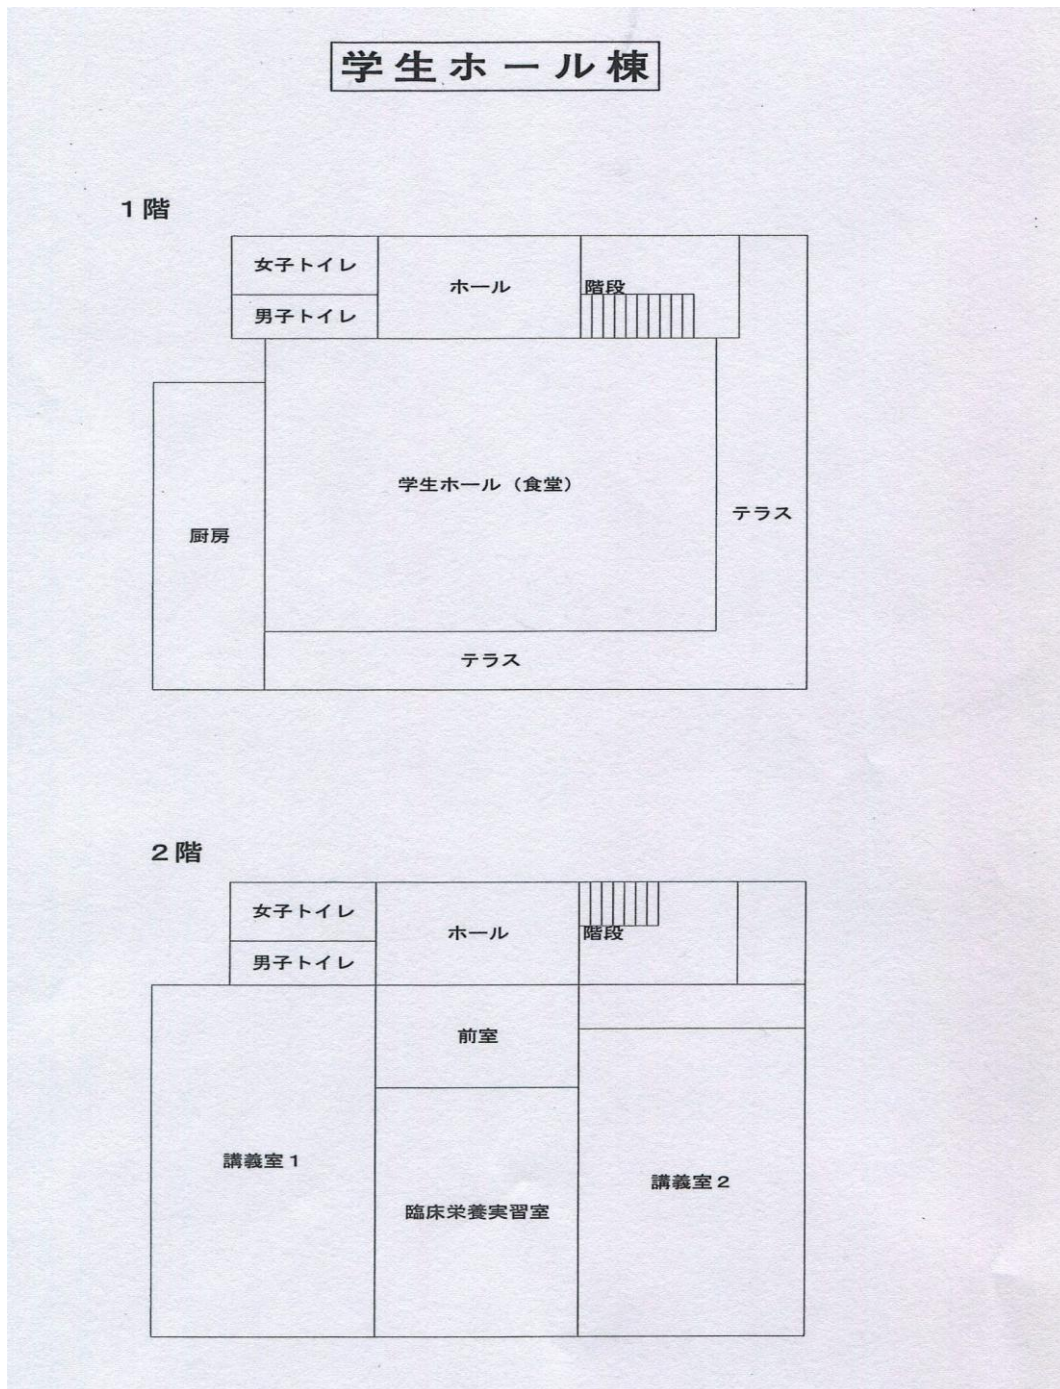 学生ホール棟
１階
女子トイレ
ホール
階段
男子トイレ
学生ホール（食堂）
テラス
厨房
テラス
２階
女子トイレ
ホール
階段
男子トイレ
前室
講義室１
講義室２
臨床栄養実習室